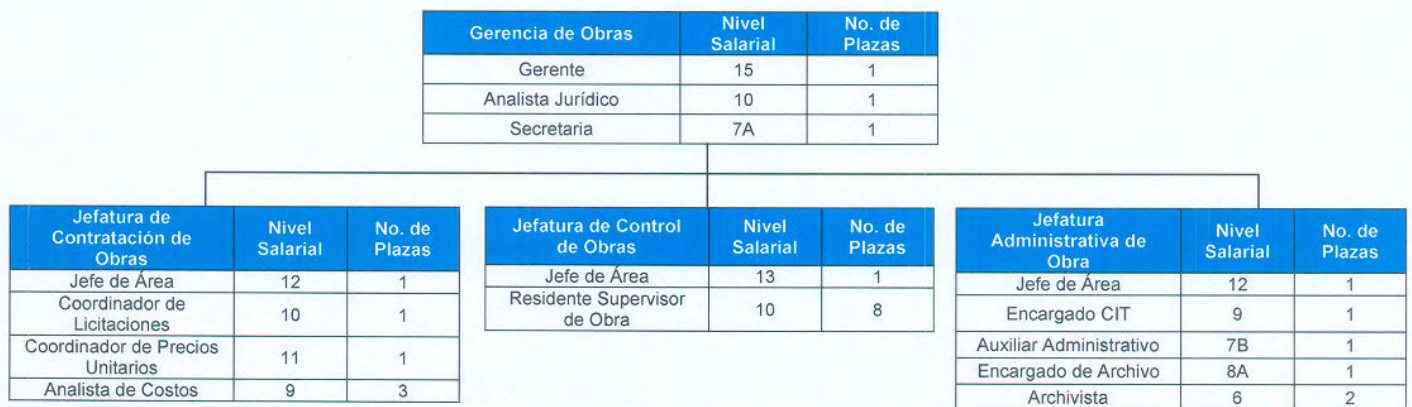 Gerencia de Obras Nivel Salarial No. de Plazas
Gerente 15 1
Analista Jurídico 10 1
Secretaria 7A 1
Jefatura de Contratación de Obras Nivel Salarial No. de Plazas
Jefe de Área 12 1
Coordinador de Licitaciones 10 1
Coordinador de Precios Unitarios 11 1
Analista de Costos 9 3
Jefatura de Control de Obras Nivel Salarial No. de Plazas
Jefe de Área 13 1
Residente Supervisor de Obra 10 8
Jefatura Administrativa de Obra Nivel Salarial No. de Plazas
Jefe de Área 12 1
Encargado CIT 9 1
Auxiliar Administrativo 7B 1
Encargado de Archivo 8A 1
Archivista 6 2